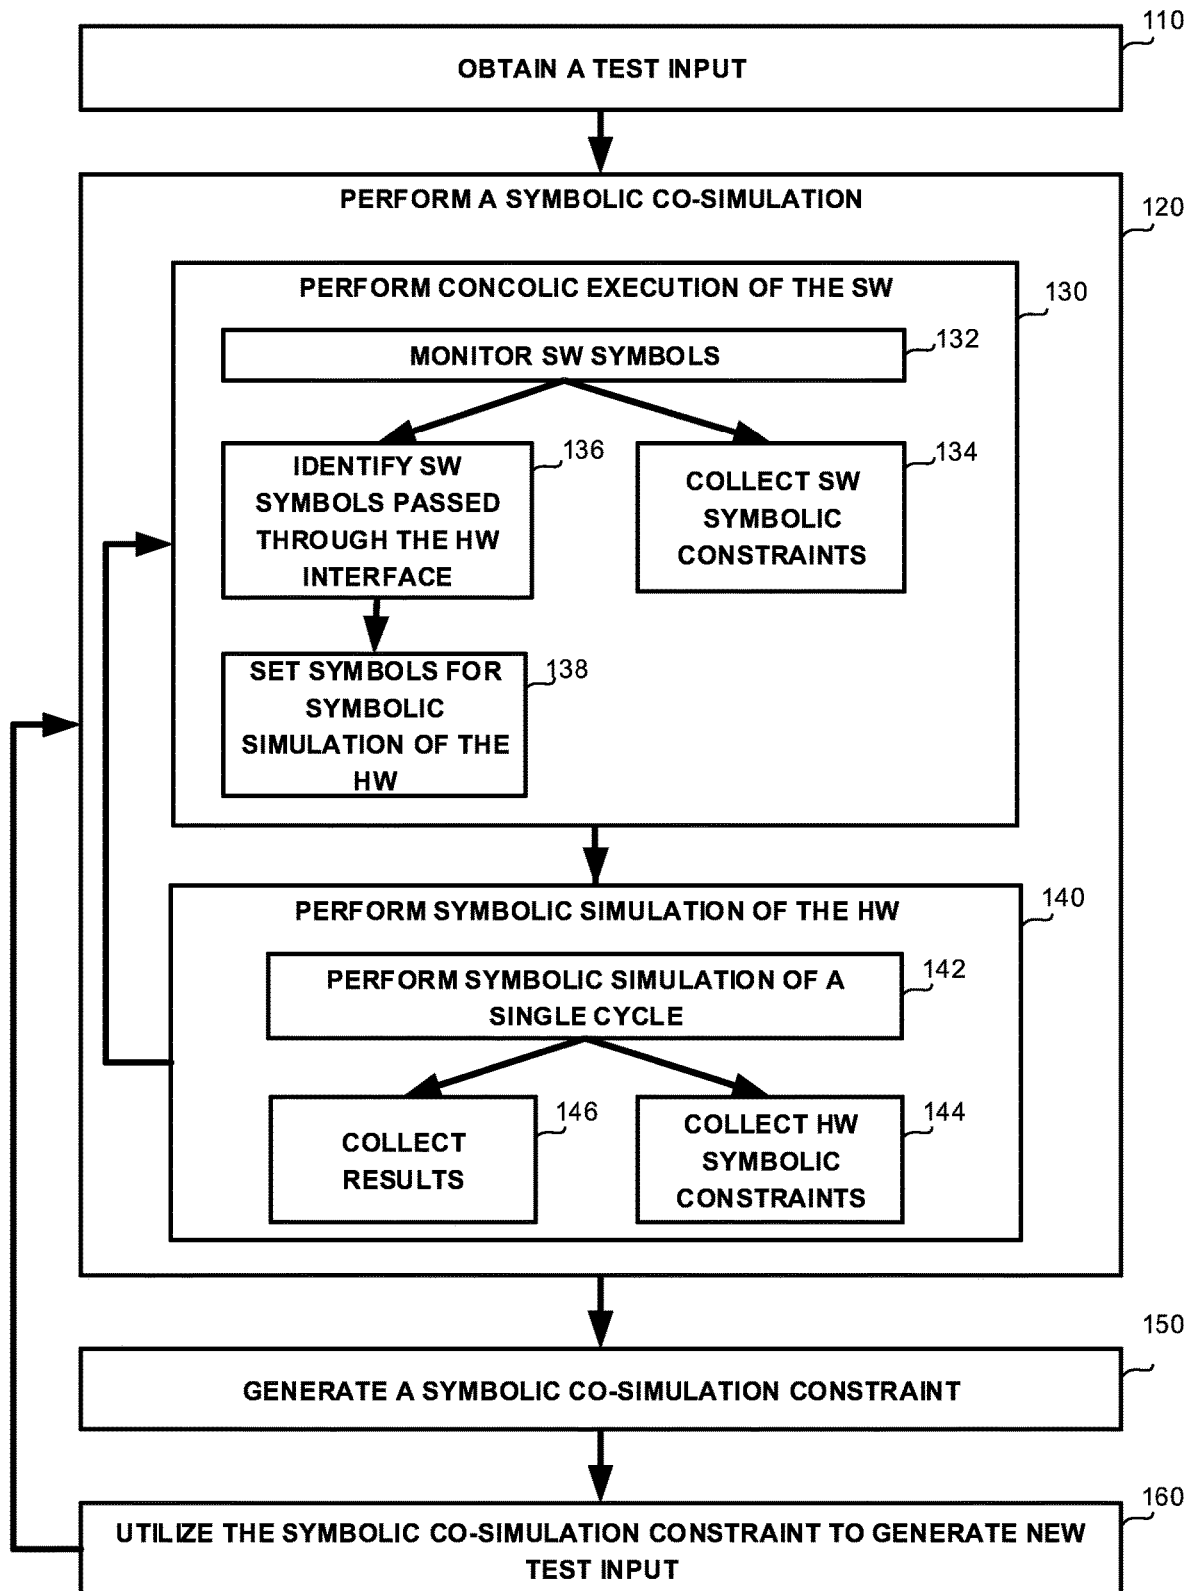 110
OBTAIN A TEST INPUT
PERFORM A SYMBOLIC CO-SIMULATION
120
PERFORM CONCOLIC EXECUTION OF THE SW
130
MONITOR SW SYMBOLS
132
IDENTIFY SW
SYMBOLS PASSED
THROUGH THE HW
INTERFACE
136
COLLECT SW
SYMBOLIC
CONSTRAINTS
134
SET SYMBOLS FOR
SYMBOLIC
SIMULATION OF THE
HW
138
PERFORM SYMBOLIC SIMULATION OF THE HW
140
PERFORM SYMBOLIC SIMULATION OF A
SINGLE CYCLE
142
COLLECT
RESULTS
146
COLLECT HW
SYMBOLIC
CONSTRAINTS
144
150
GENERATE A SYMBOLIC CO-SIMULATION CONSTRAINT
160
UTILIZE THE SYMBOLIC CO-SIMULATION CONSTRAINT TO GENERATE NEW
TEST INPUT